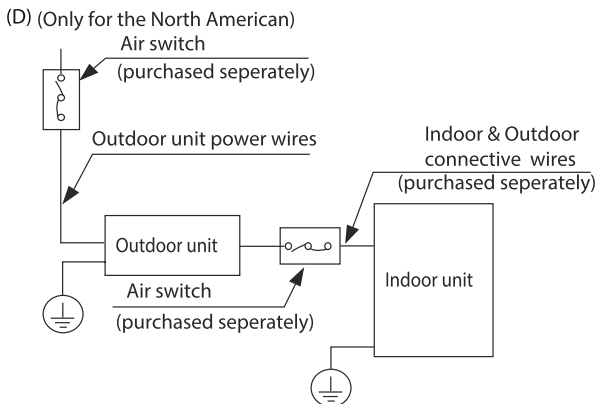 (D) (Only for the North American)
Air switch
(purchased seperately)
Outdoor unit power wires
Indoor & Outdoor
connective wires
(purchased seperately)
Outdoor unit
Indoor unit
Air switch
(purchased seperately)